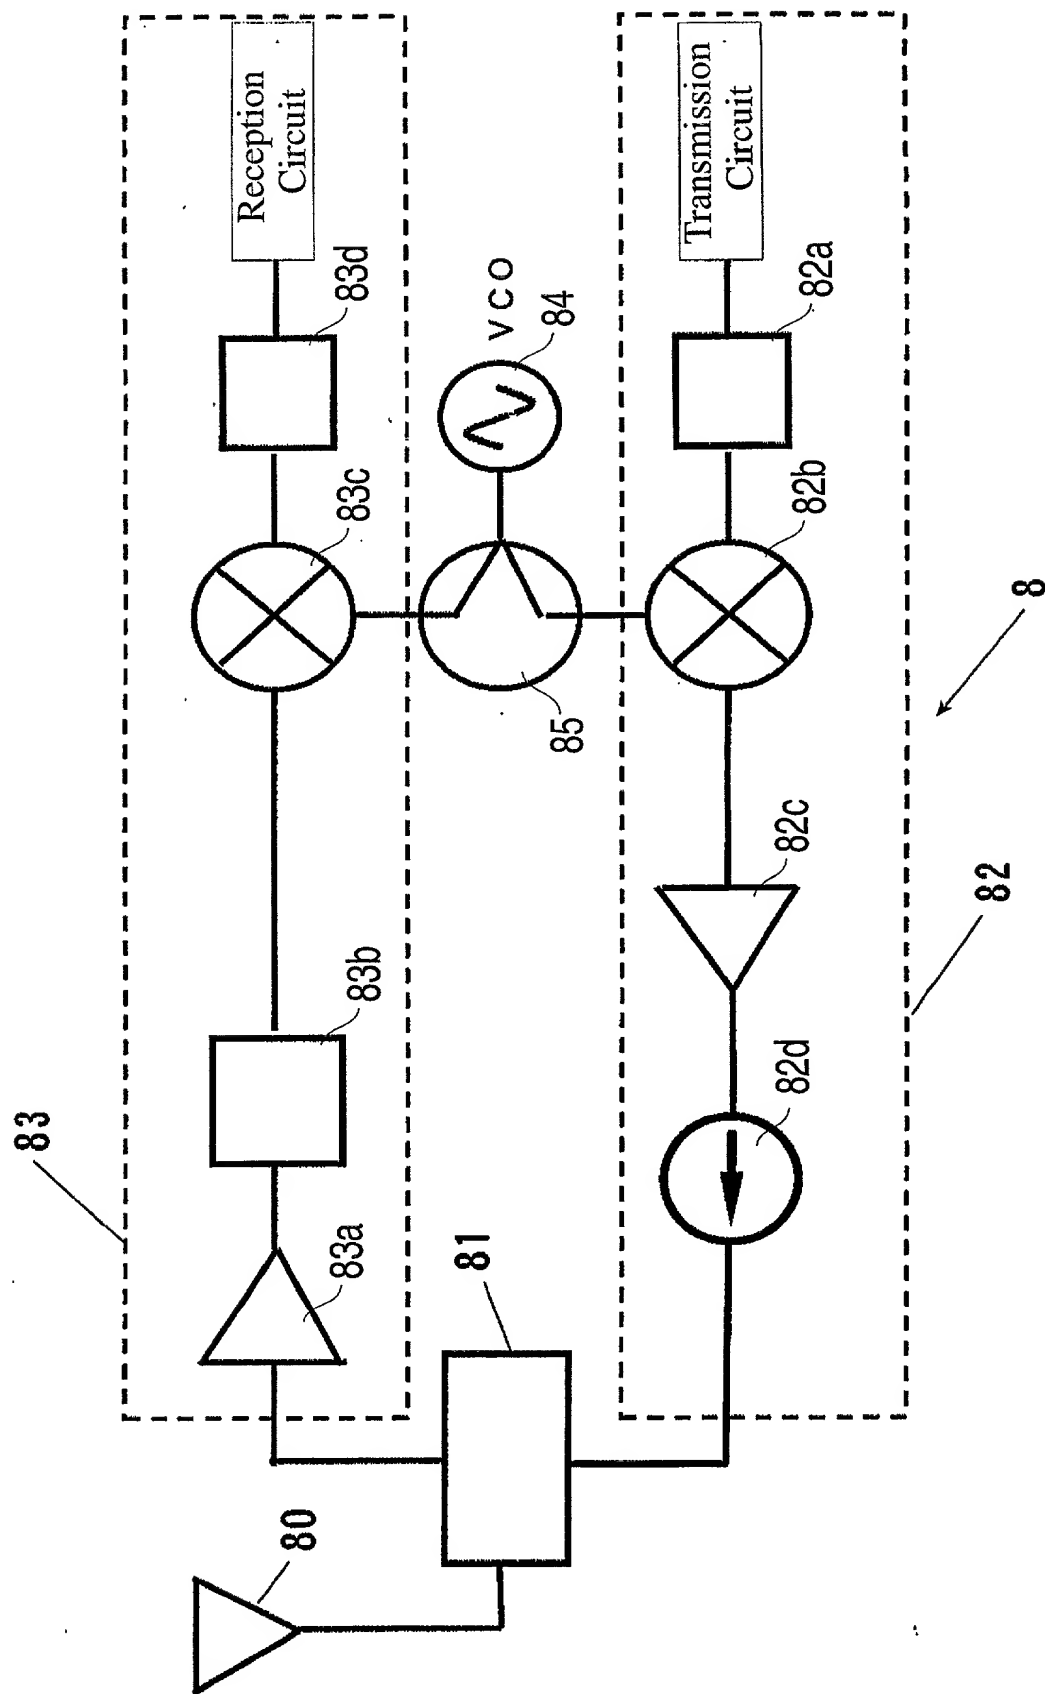 80
81
83
83a
83b
83c
83d
Reception
Circuit
84
VCO
85
82
82d
82c
82b
82a
Transmission
Circuit
8